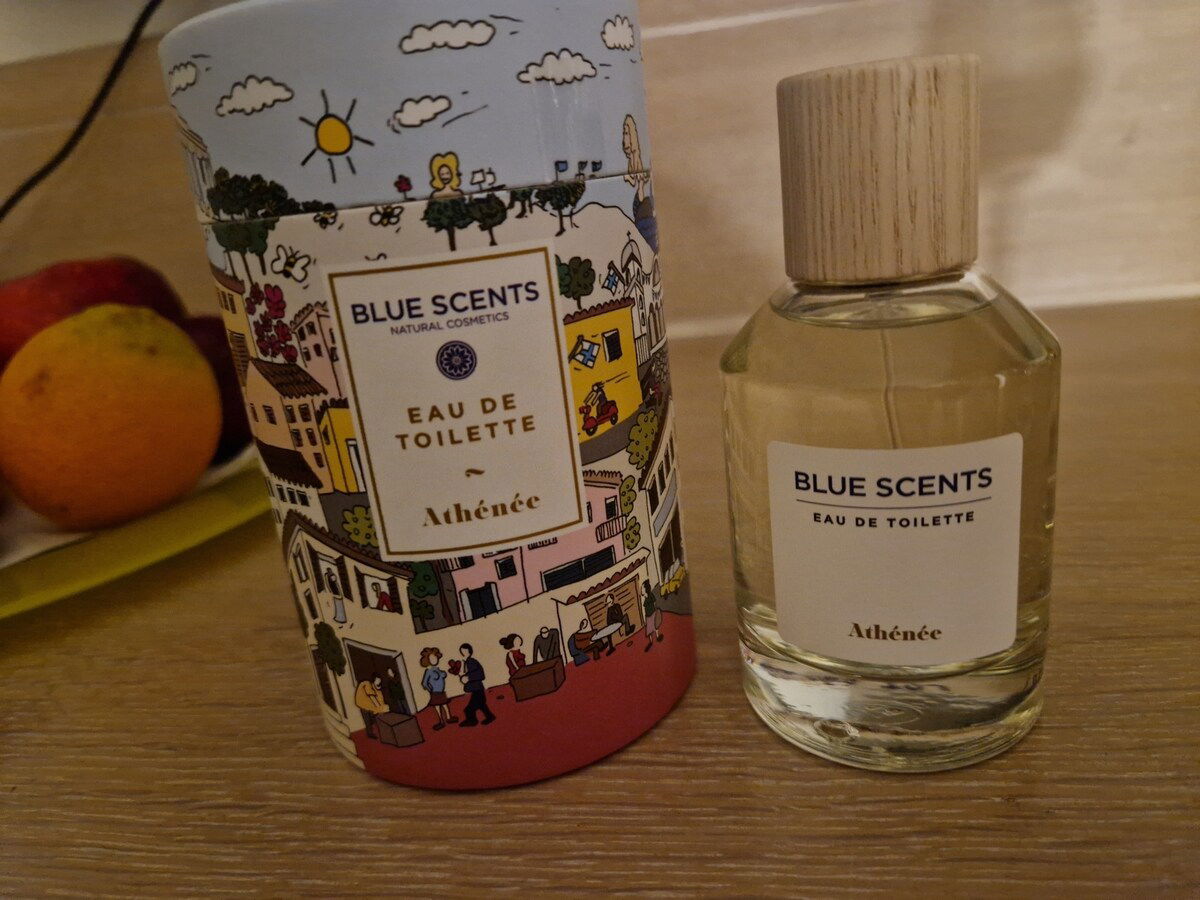 BLUE SCENTS
NATURAL COSMETICS
EAU DE
TOILETTE
~
Athénée
BLUE SCENTS
EAU DE TOILETTE
Athénée